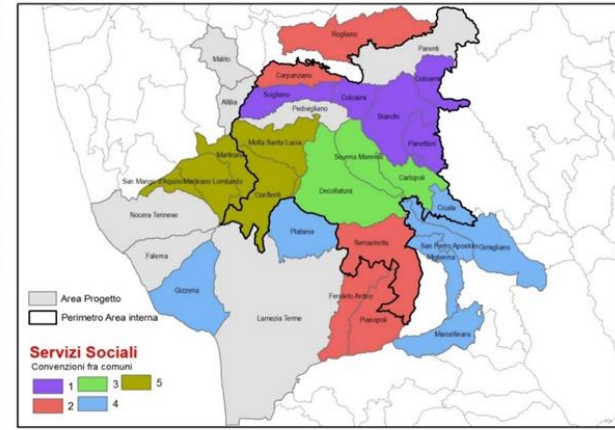 Rogliano
Malito
Parenti
Carpanzano
Colosimi
Altilia
Scigliano
Colosimi
Pedivigliano
Bianchi
Motta Santa Lucia
Panettieri
Martirano
Soveria Mannelli
San Mango d'Aquino
Martirano Lombardo
Carlopoli
Conflenti
Decollatura
Cicala
Nocera Terinese
Platania
Serrastretta
San Pietro Apostolo
Gimigliano
Miglierina
Falerna
Gizzeria
Feroleto Antico
Lamezia Terme
Pianopoli
Marcellinara
Area Progetto
Perimetro Area interna
Servizi Sociali
Convenzioni fra comuni
1 3 5
2 4